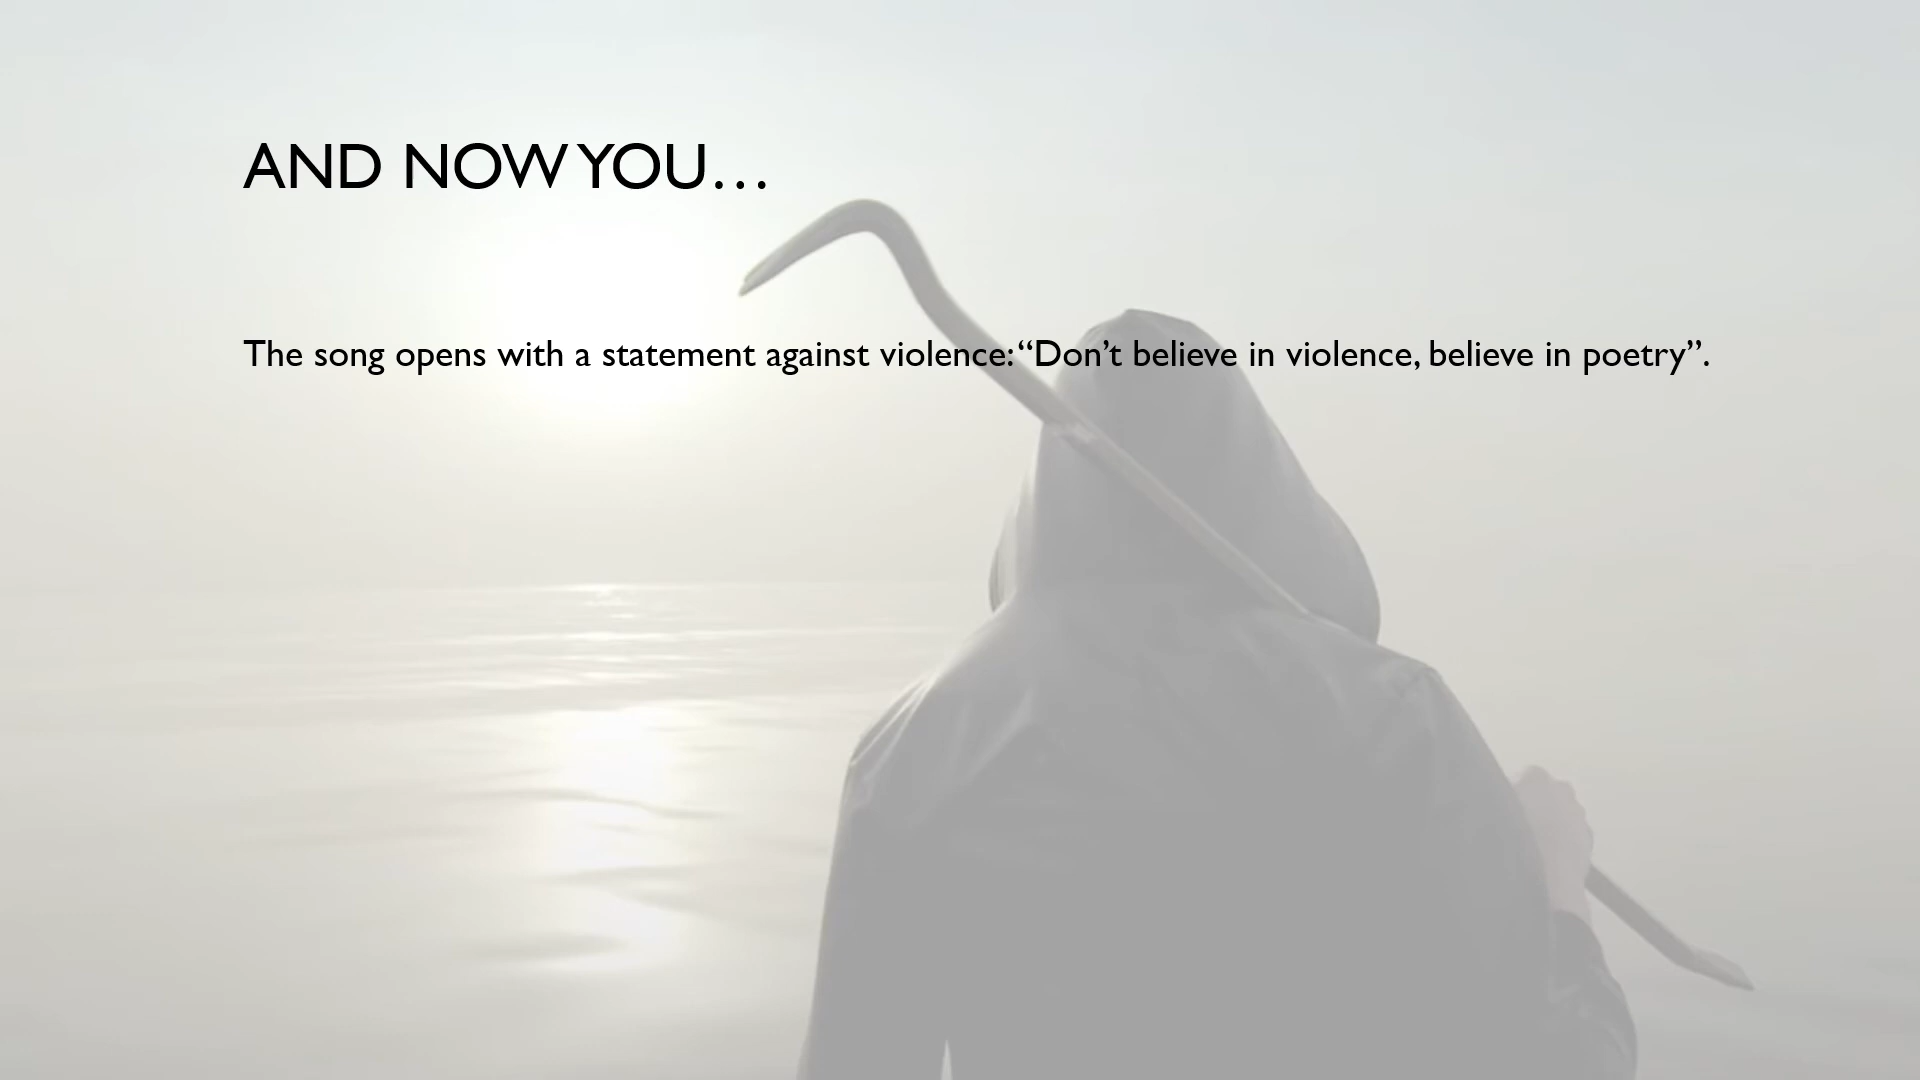 AND NOW YOU…
The song opens with a statement against violence: “Don’t believe in violence, believe in poetry”.